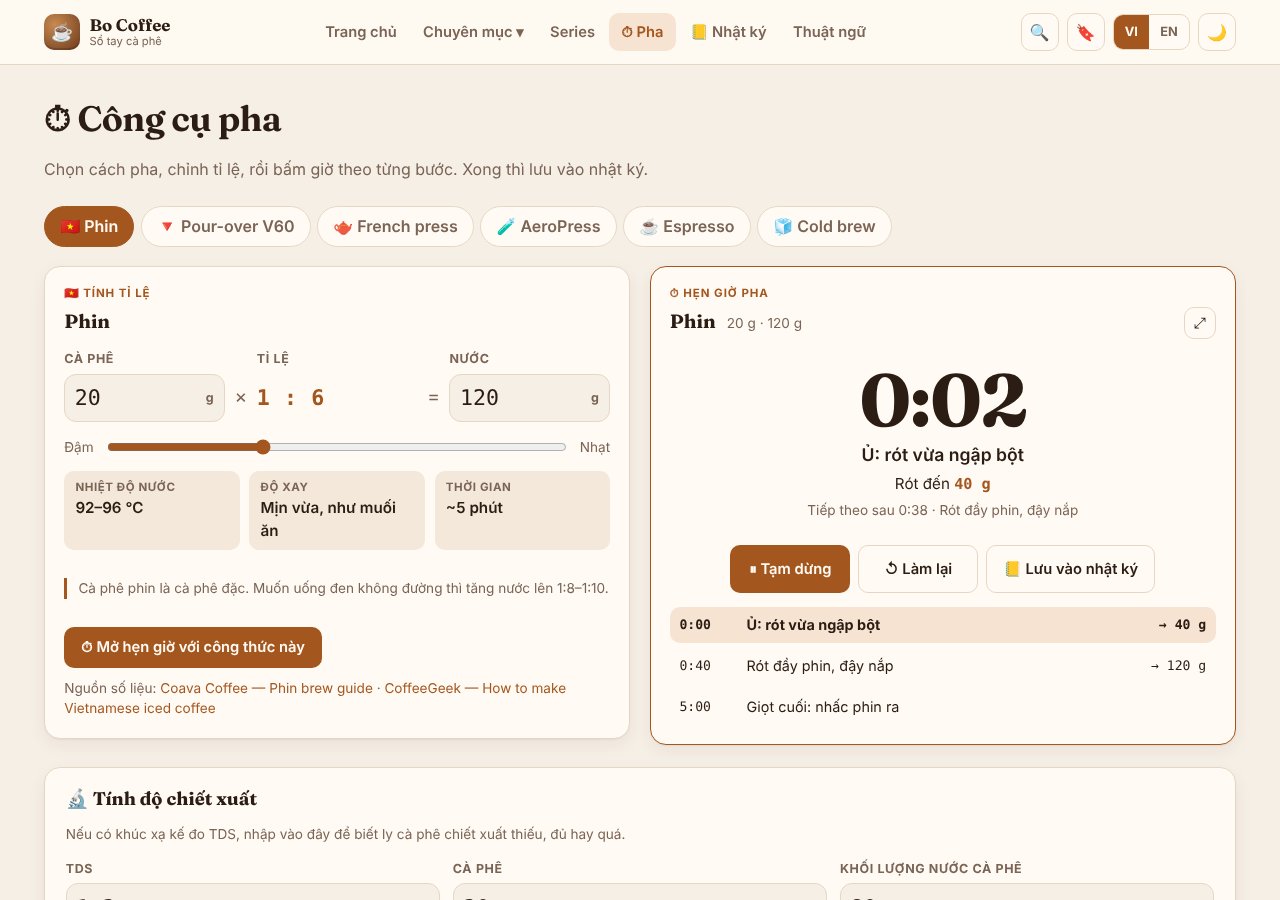 Bo Coffee
Sổ tay cà phê
Trang chủ
Chuyên mục ▾
Series
⏱ Pha
📒 Nhật ký
Thuật ngữ
VI
EN
⏱ Công cụ pha
Chọn cách pha, chỉnh tỉ lệ, rồi bấm giờ theo từng bước. Xong thì lưu vào nhật ký.
🇻🇳 Phin
🔻 Pour-over V60
🫖 French press
🧪 AeroPress
☕ Espresso
🧊 Cold brew
🇻🇳 TÍNH TỈ LỆ
Phin
CÀ PHÊ
TỈ LỆ
NƯỚC
20 g × 1 : 6 = 120 g
Đậm
Nhạt
NHIỆT ĐỘ NƯỚC
92–96 °C
ĐỘ XAY
Mịn vừa, như muối
ăn
THỜI GIAN
~5 phút
Cà phê phin là cà phê đặc. Muốn uống đen không đường thì tăng nước lên 1:8–1:10.
⏱ Mở hẹn giờ với công thức này
Nguồn số liệu: Coava Coffee — Phin brew guide · CoffeeGeek — How to make
Vietnamese iced coffee
⏱ HẸN GIỜ PHA
Phin 20 g · 120 g
0:02
Ủ: rót vừa ngập bột
Rót đến 40 g
Tiếp theo sau 0:38 · Rót đầy phin, đậy nắp
⏸ Tạm dừng
↺ Làm lại
📒 Lưu vào nhật ký
0:00 Ủ: rót vừa ngập bột → 40 g
0:40 Rót đầy phin, đậy nắp → 120 g
5:00 Giọt cuối: nhấc phin ra
🔬 Tính độ chiết xuất
Nếu có khúc xạ kế đo TDS, nhập vào đây để biết ly cà phê chiết xuất thiếu, đủ hay quá.
TDS
CÀ PHÊ
KHỐI LƯỢNG NƯỚC CÀ PHÊ